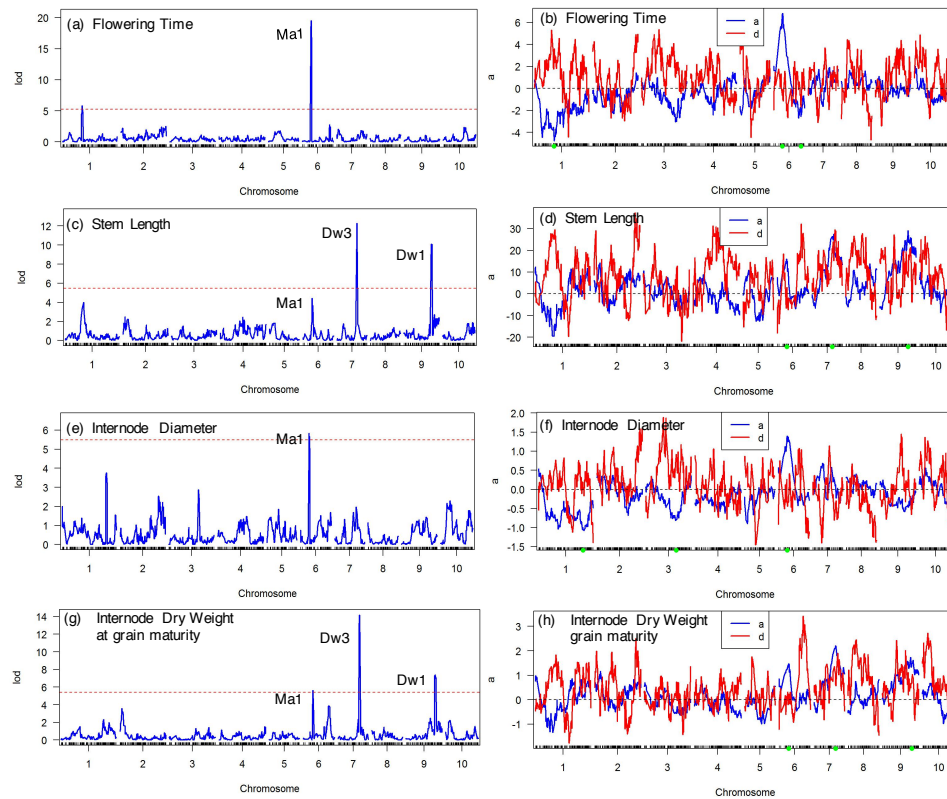 (a) Flowering Time
Ma1
lod
20
15
10
5
0
1 2 3 4 5 6 7 8 9 10
Chromosome
(b) Flowering Time
a
d
a
6
4
2
0
-2
-4
1 2 3 4 5 6 7 8 9 10
Chromosome
(c) Stem Length
Dw3
Dw1
Ma1
lod
12
10
8
6
4
2
0
1 2 3 4 5 6 7 8 9 10
Chromosome
(d) Stem Length
a
d
a
30
20
10
0
-10
-20
1 2 3 4 5 6 7 8 9 10
Chromosome
(e) Internode Diameter
Ma1
lod
6
5
4
3
2
1
0
1 2 3 4 5 6 7 8 9 10
Chromosome
(f) Internode Diameter
a
d
a
2.0
1.5
1.0
0.5
0.0
-0.5
-1.0
-1.5
1 2 3 4 5 6 7 8 9 10
Chromosome
(g) Internode Dry Weight
at grain maturity
Dw3
Dw1
Ma1
lod
14
12
10
8
6
4
2
0
1 2 3 4 5 6 7 8 9 10
Chromosome
(h) Internode Dry Weight
grain maturity
a
d
a
3
2
1
0
-1
1 2 3 4 5 6 7 8 9 10
Chromosome